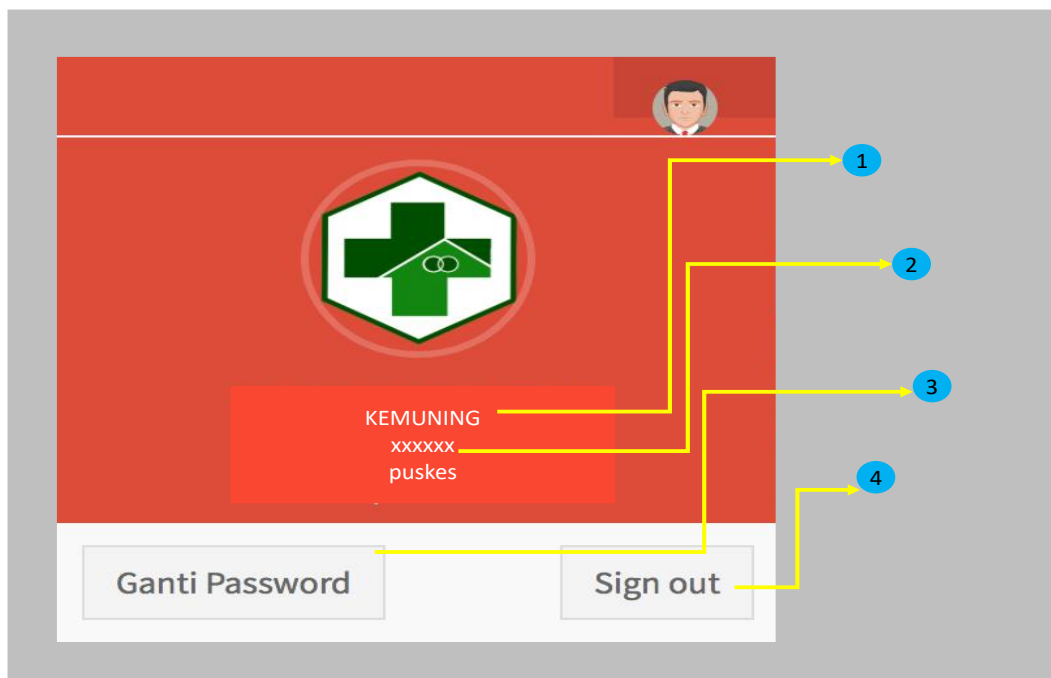 1
2
3
KEMUNING
xxxxxx
puskes
4
Ganti Password
Sign out